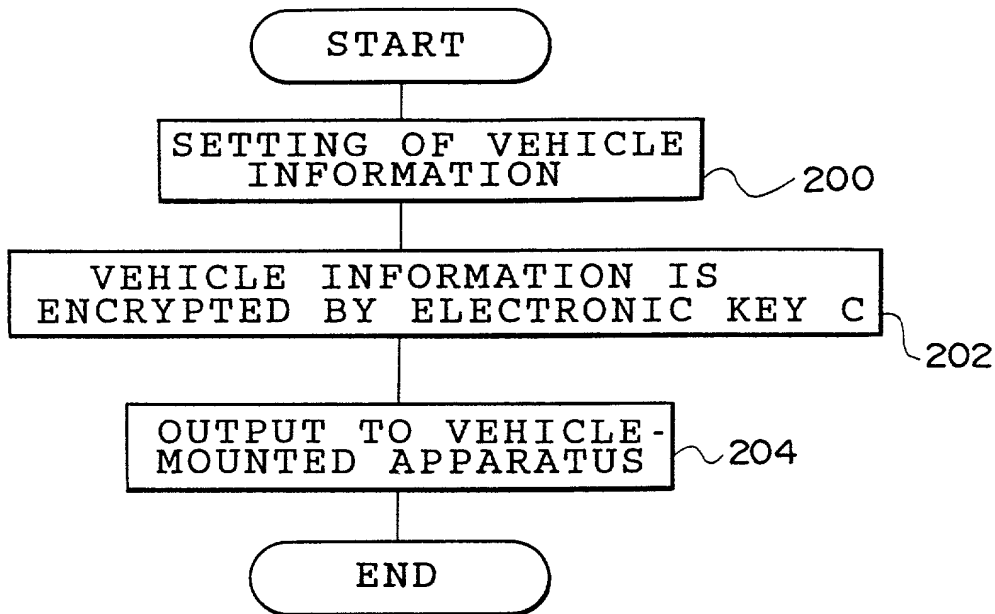 START
SETTING OF VEHICLE
INFORMATION
200
VEHICLE INFORMATION IS
ENCRYPTED BY ELECTRONIC KEY C
202
OUTPUT TO VEHICLE-
MOUNTED APPARATUS
204
END